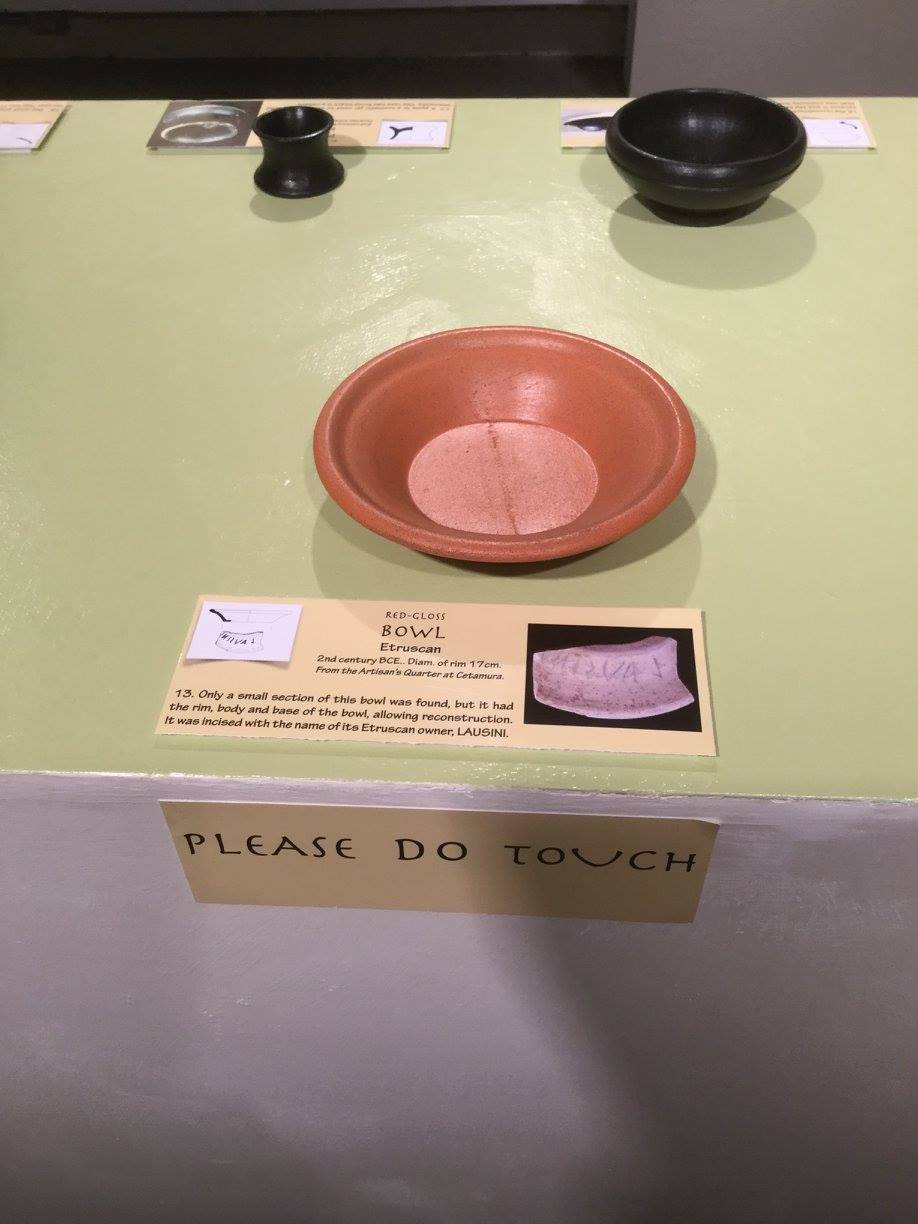 RED-GLOSS
BOWL
Etruscan
2nd century BCE.. Diam. of rim 17cm.
From the Artisan's Quarter at Cetamura.
13. Only a small section of this bowl was found, but it had
the rim, body and base of the bowl, allowing reconstruction.
It was incised with the name of its Etruscan owner, LAUSINI.
PLEASE DO TOUCH